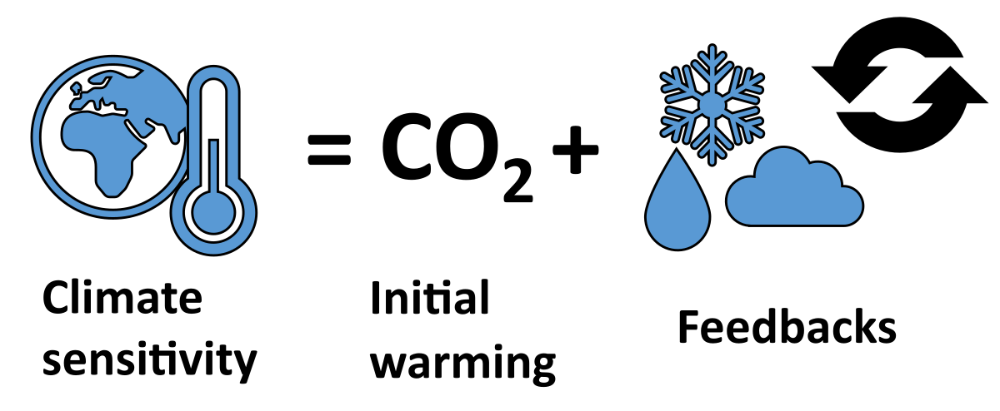 = CO₂ +
Climate
sensitivity
Initial
warming
Feedbacks